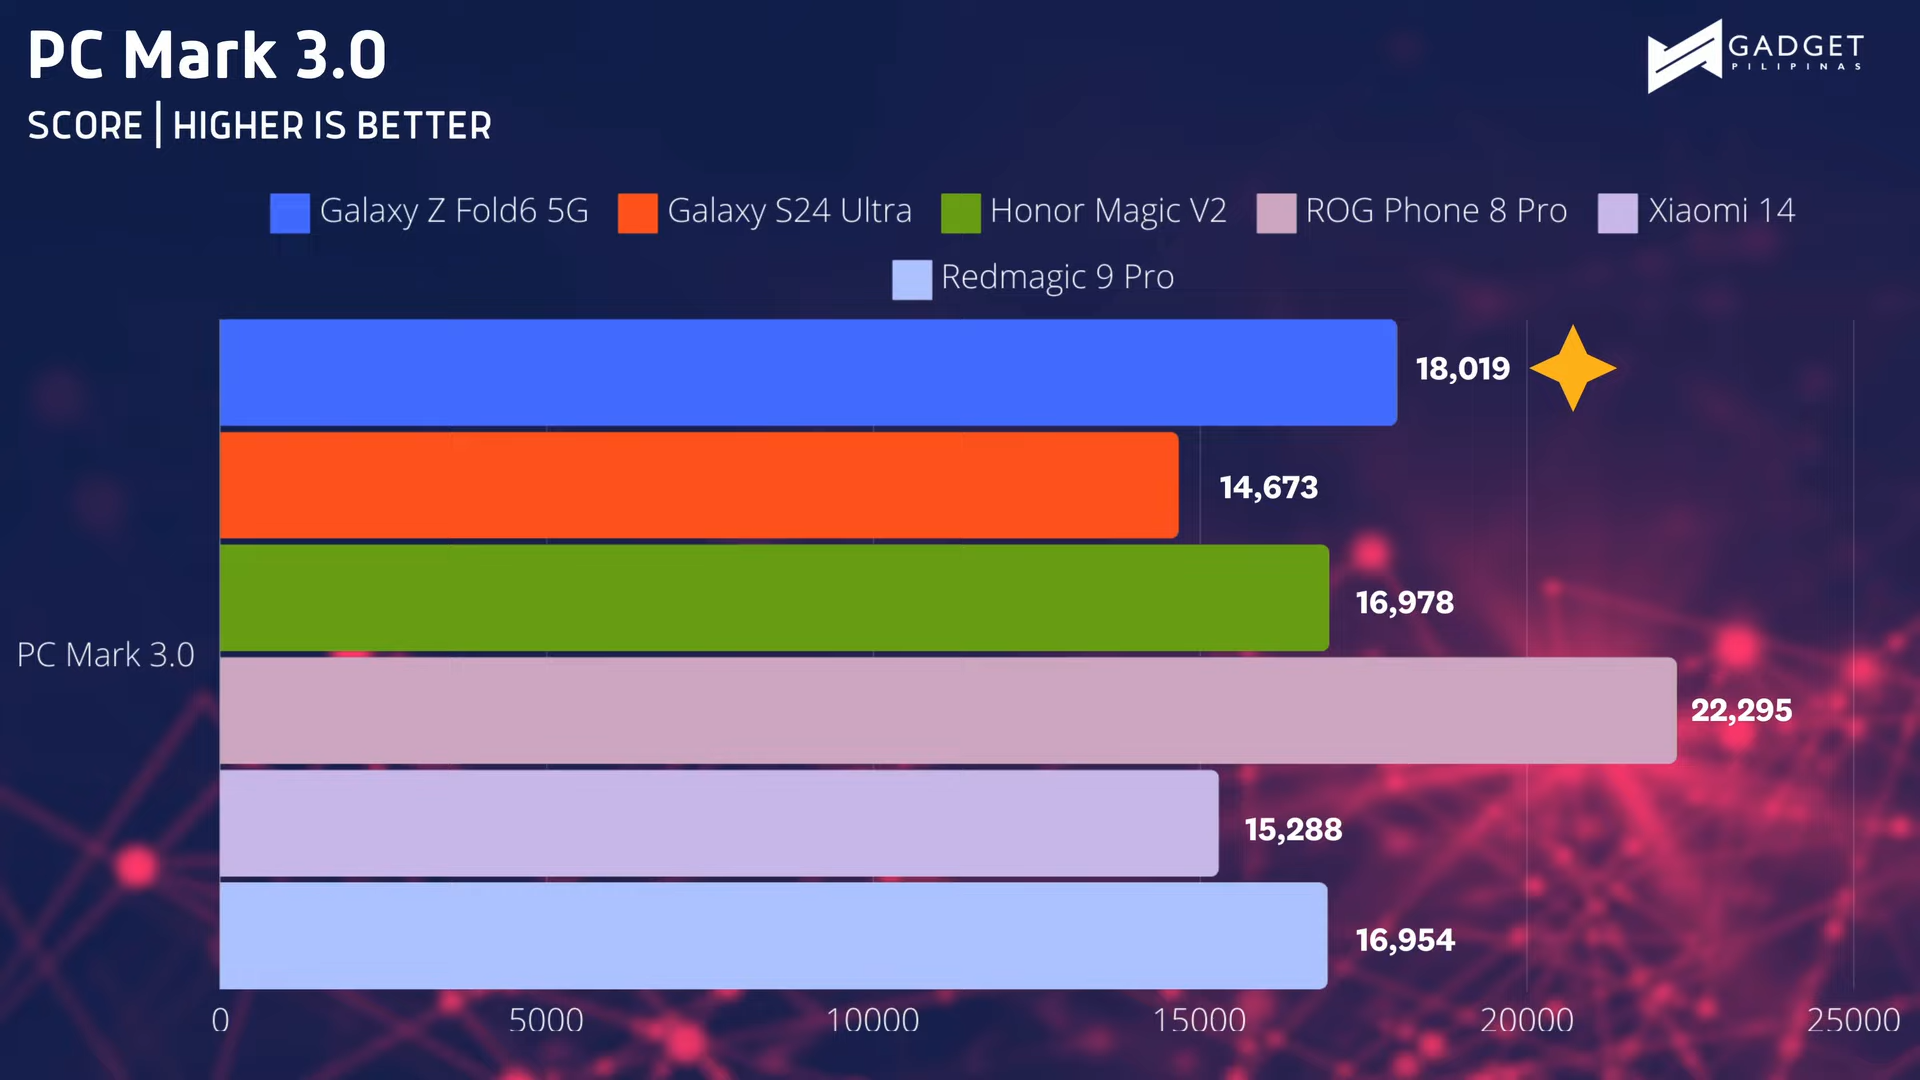 PC Mark 3.0
SCORE | HIGHER IS BETTER
GADGET
PILIPINAS
Galaxy Z Fold6 5G Galaxy S24 Ultra Honor Magic V2 ROG Phone 8 Pro Xiaomi 14
Redmagic 9 Pro
18,019
14,673
16,978
PC Mark 3.0
22,295
15,288
16,954
0 5000 10000 15000 20000 25000